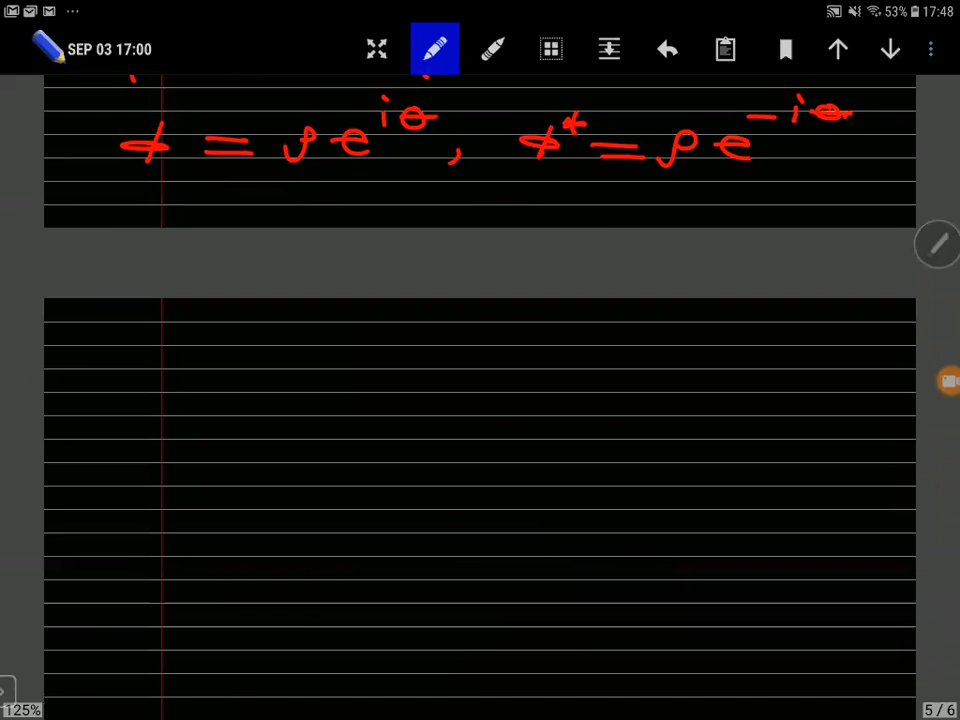 ... 53% 17:48
SEP 03 17:00
ϕ = ρe^{iθ}, ϕ* = ρe^{-iθ}
125%
5 / 6